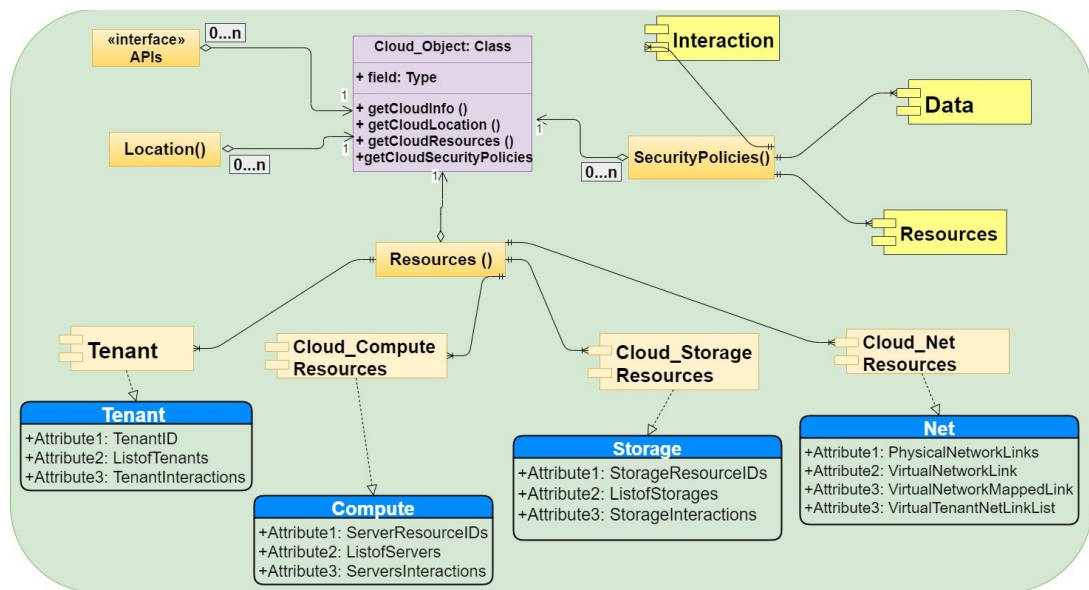 «interface»
APIs
0...n
Cloud_Object: Class
+ field: Type
+ getCloudInfo ()
+ getCloudLocation ()
+ getCloudResources ()
+getCloudSecurityPolicies
1
1
1
1
Location()
0...n
Interaction
Data
SecurityPolicies()
0...n
Resources
Resources ()
Tenant
Cloud_Compute
Resources
Cloud_Storage
Resources
Cloud_Net
Resources
Tenant
+Attribute1: TenantID
+Attribute2: ListofTenants
+Attribute3: TenantInteractions
Compute
+Attribute1: ServerResourceIDs
+Attribute2: ListofServers
+Attribute3: ServersInteractions
Storage
+Attribute1: StorageResourceIDs
+Attribute2: ListofStorages
+Attribute3: StorageInteractions
Net
+Attribute1: PhysicalNetworkLinks
+Attribute2: VirtualNetworkLink
+Attribute3: VirtualNetworkMappedLink
+Attribute3: VirtualTenantNetLinkList